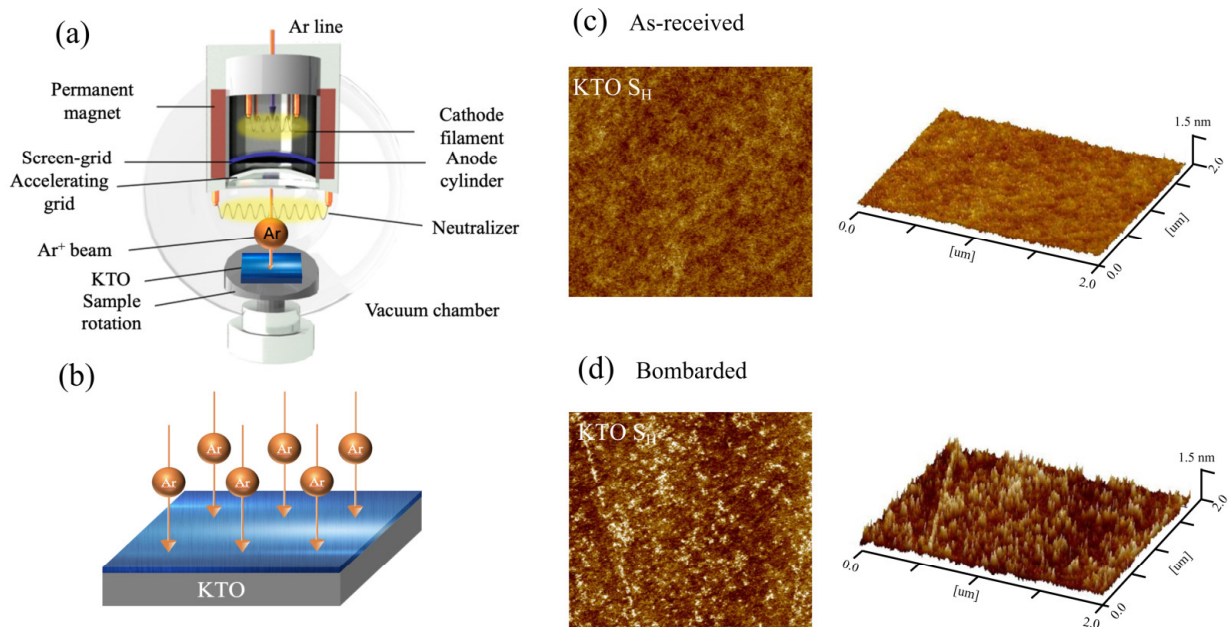 (a)
Ar line
Permanent
magnet
Screen-grid
Accelerating
grid
Ar⁺ beam
KTO
Sample
rotation
Cathode
filament
Anode
cylinder
Neutralizer
Ar
Vacuum chamber
(b)
Ar
Ar
Ar
Ar
Ar
Ar
KTO
(c) As-received
KTO S_H
1.5 nm
2.0
[um]
0.0
0.0
[um]
2.0
(d) Bombarded
KTO S_H
1.5 nm
2.0
[um]
0.0
0.0
[um]
2.0